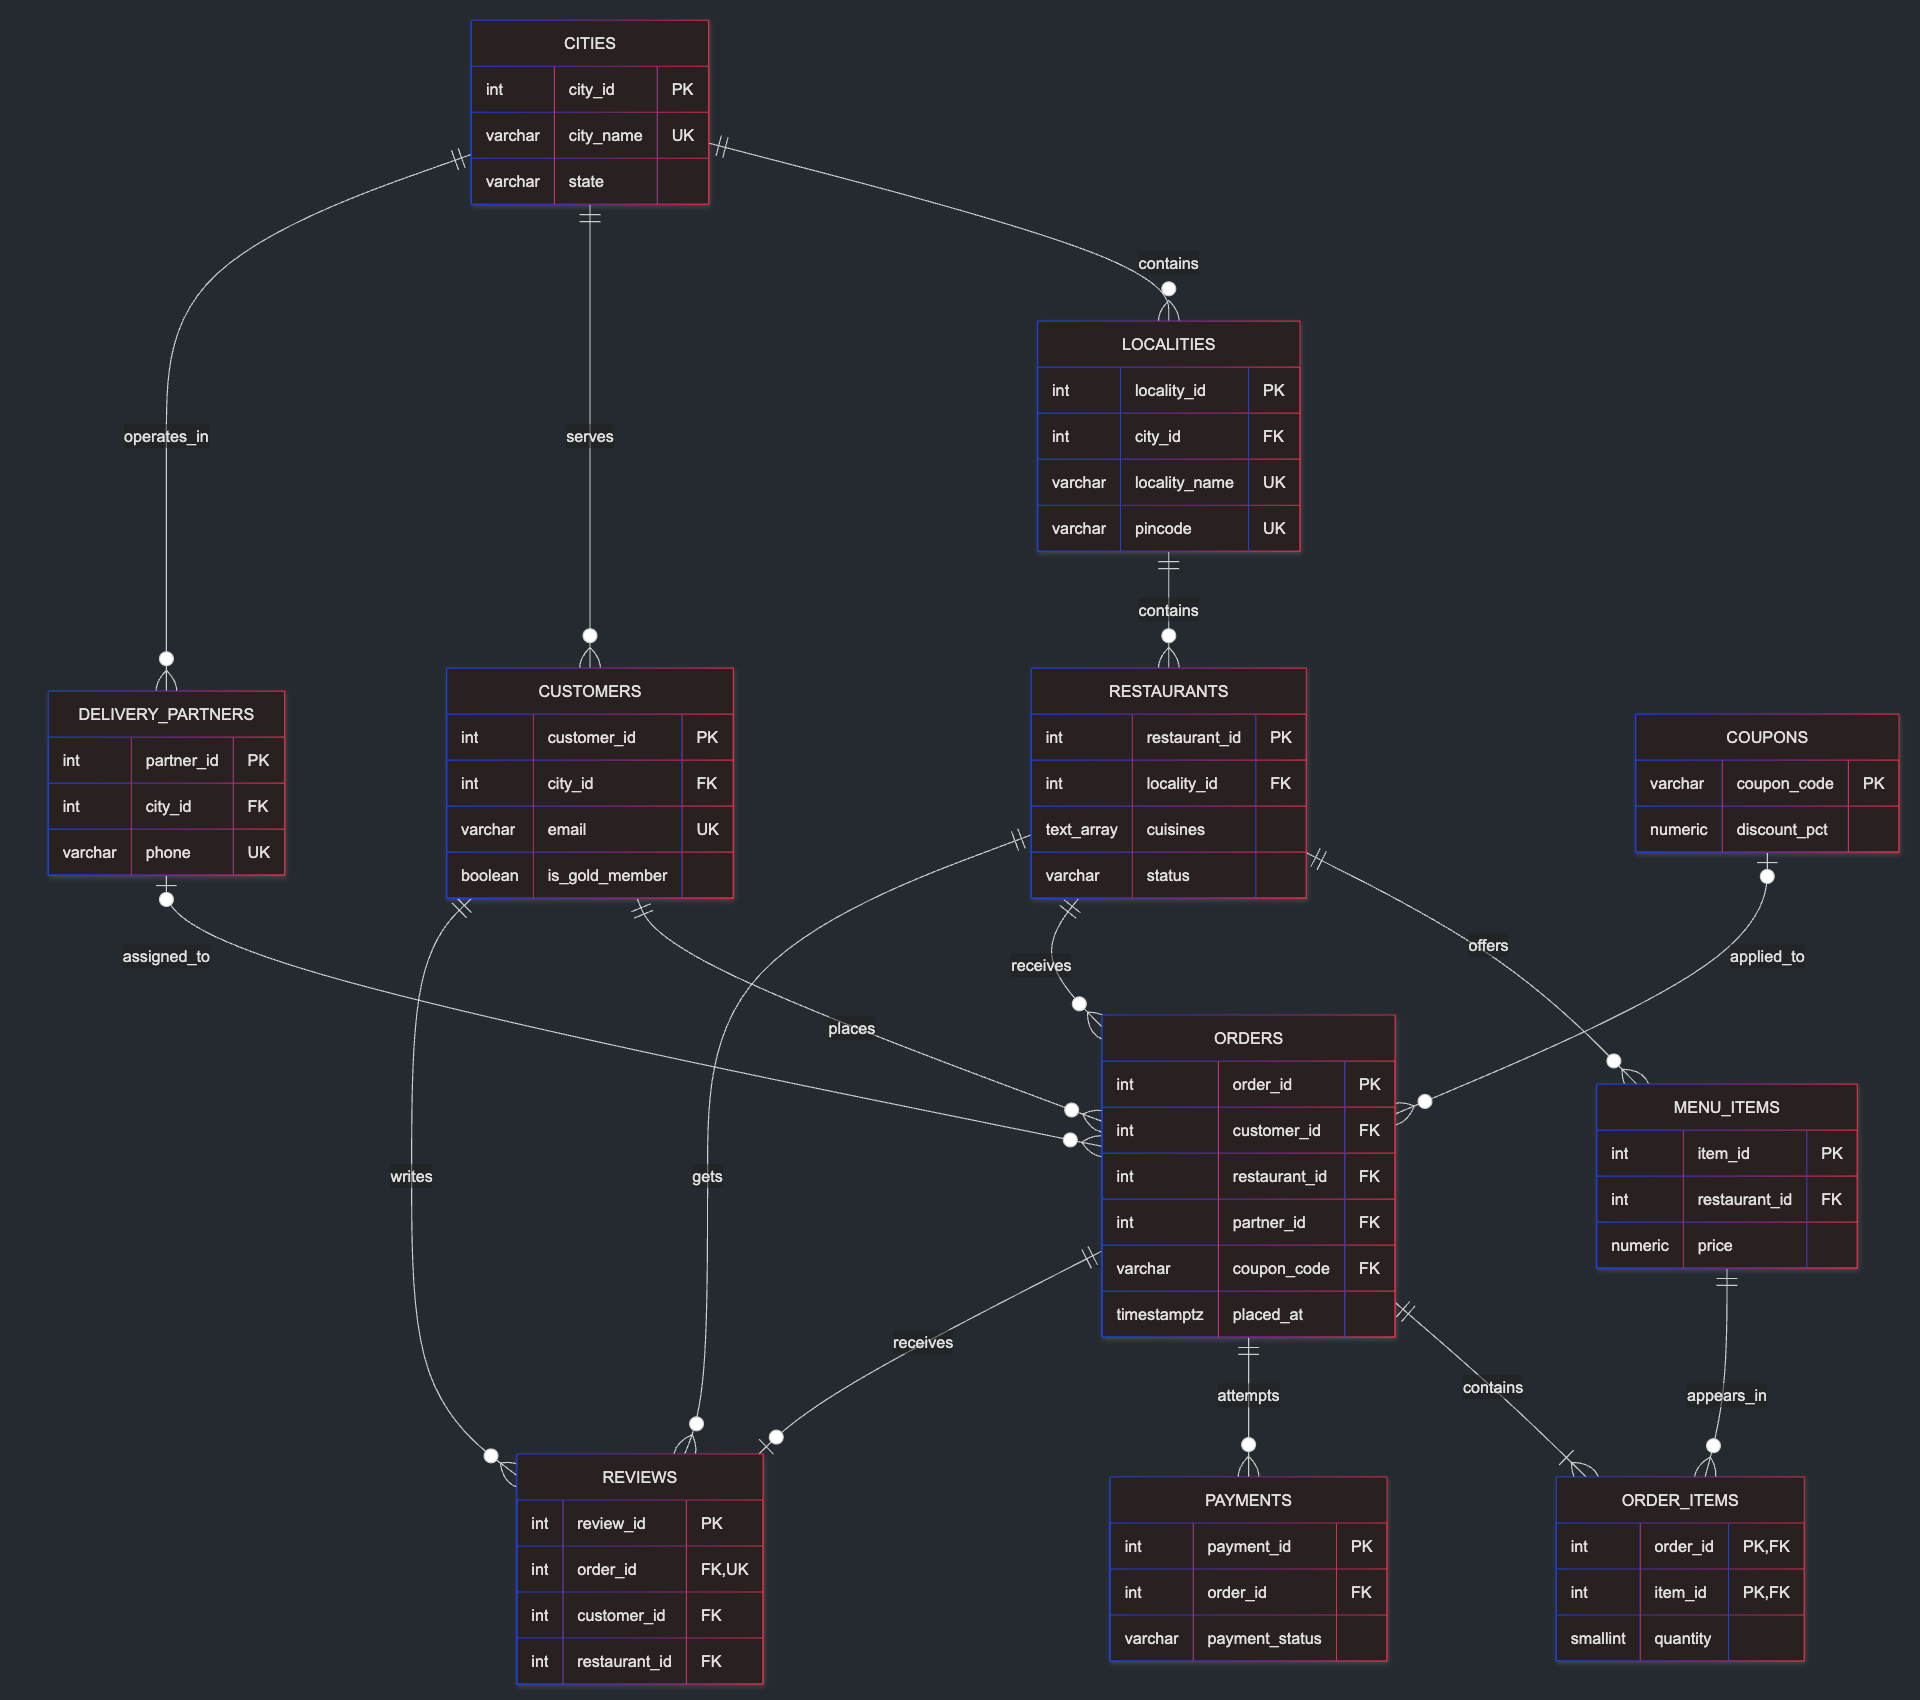 CITIES
int city_id PK
varchar city_name UK
varchar state
contains
LOCALITIES
int locality_id PK
int city_id FK
varchar locality_name UK
varchar pincode UK
operates_in
serves
contains
DELIVERY_PARTNERS
int partner_id PK
int city_id FK
varchar phone UK
CUSTOMERS
int customer_id PK
int city_id FK
varchar email UK
boolean is_gold_member
RESTAURANTS
int restaurant_id PK
int locality_id FK
text_array cuisines
varchar status
COUPONS
varchar coupon_code PK
numeric discount_pct
assigned_to
places
receives
offers
applied_to
ORDERS
int order_id PK
int customer_id FK
int restaurant_id FK
int partner_id FK
varchar coupon_code FK
timestamptz placed_at
MENU_ITEMS
int item_id PK
int restaurant_id FK
numeric price
writes
gets
receives
attempts
contains
appears_in
REVIEWS
int review_id PK
int order_id FK,UK
int customer_id FK
int restaurant_id FK
PAYMENTS
int payment_id PK
int order_id FK
varchar payment_status
ORDER_ITEMS
int order_id PK,FK
int item_id PK,FK
smallint quantity